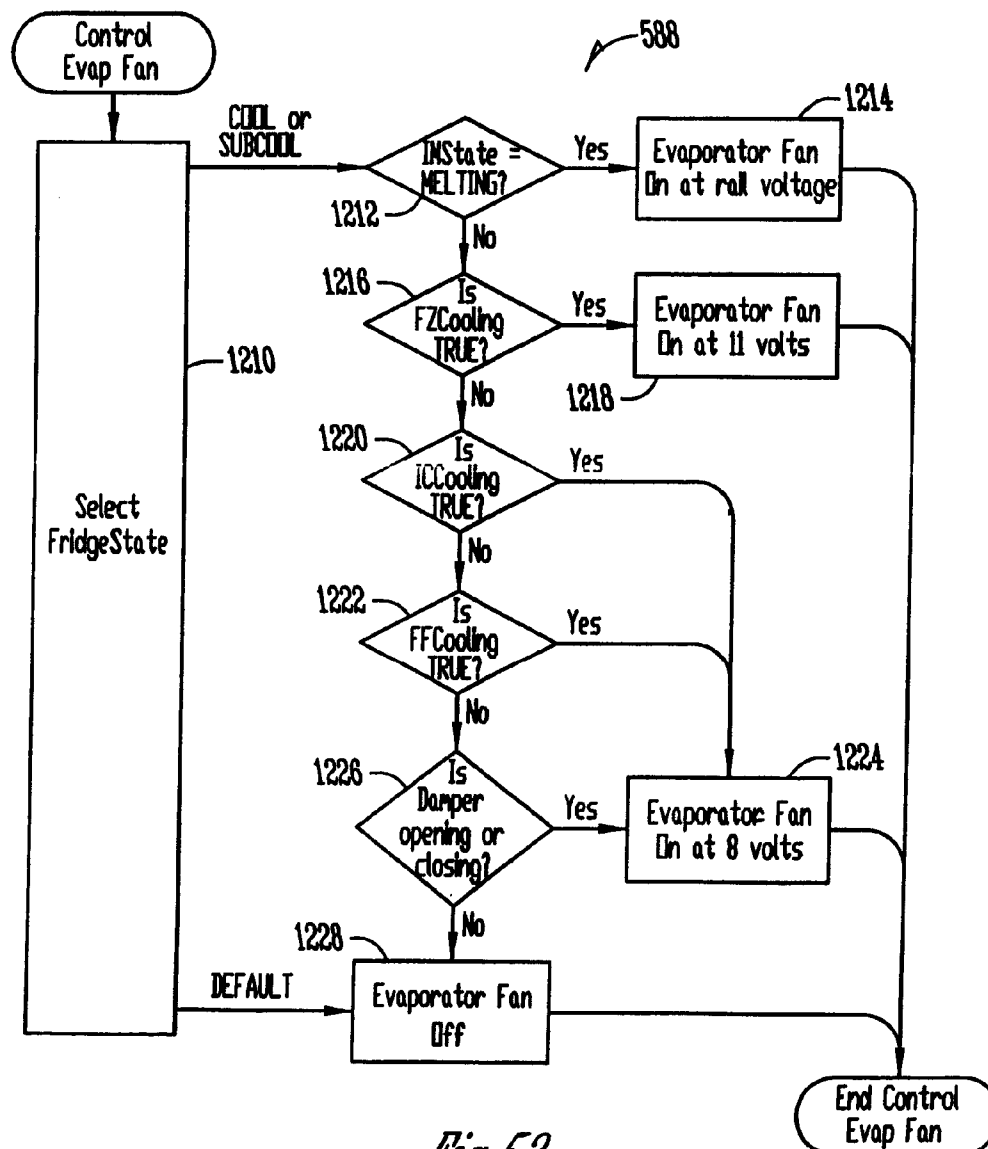 Control
Evap Fan
588
COOL or
SUBCOOL
1214
IMState =
MELTING?
Yes
Evaporator Fan
On at rail voltage
1212
No
1216
Is
FZCooling
TRUE?
Yes
Evaporator Fan
On at 11 volts
1210
1218
No
1220
Is
ICCooling
TRUE?
Yes
Select
FridgeState
No
1222
Is
FFCooling
TRUE?
Yes
No
1226
Is
Damper
opening or
closing?
Yes
1224
Evaporator Fan
On at 8 volts
No
1228
DEFAULT
Evaporator Fan
Off
End Control
Evap Fan